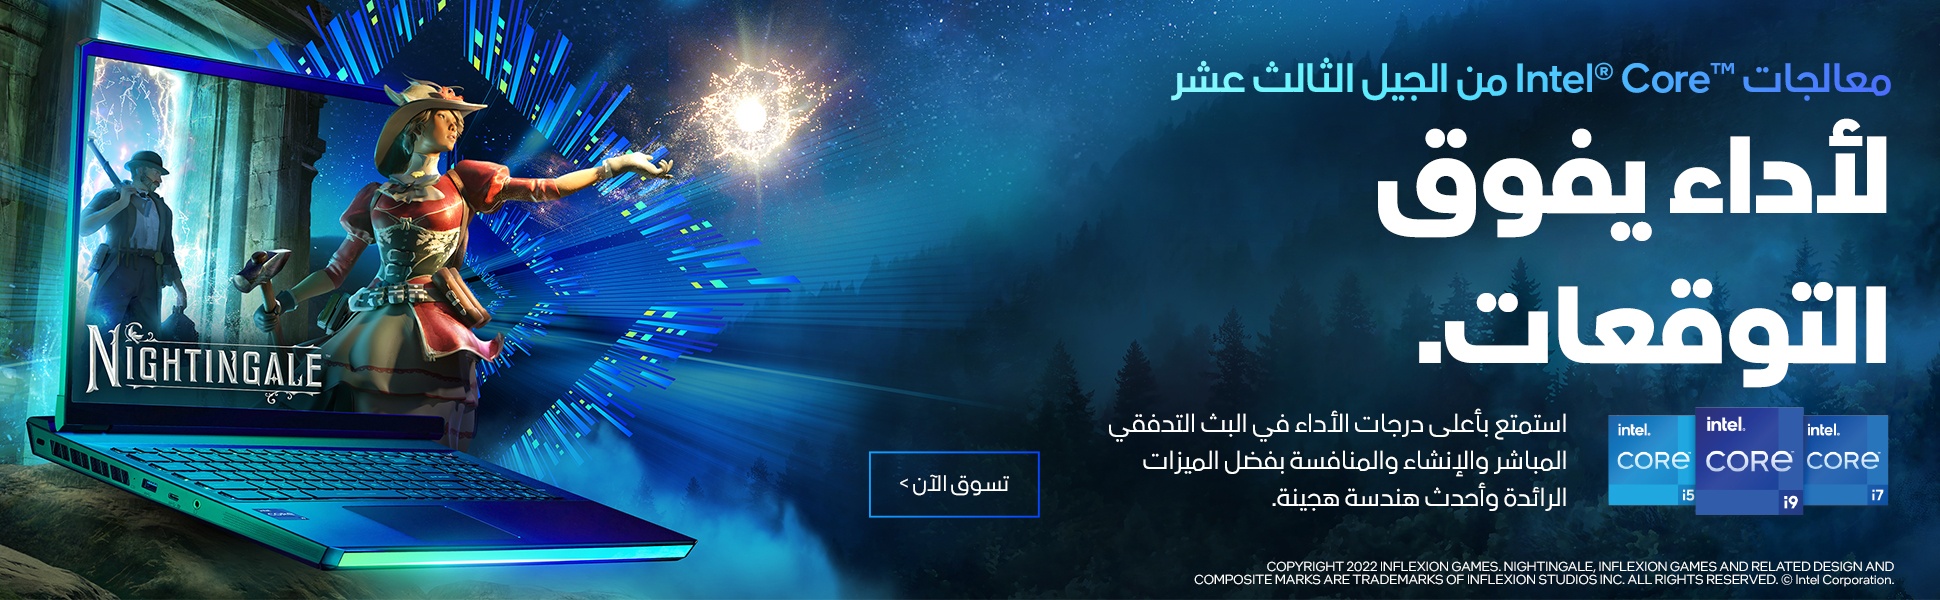 معالجات Intel® Core™ من الجيل الثالث عشر
لأداء يفوق
التوقعات.
استمتع بأعلى درجات الأداء في البث التدفقي
المباشر والإنشاء والمنافسة بفضل الميزات
الرائدة وأحدث هندسة هجينة.
تسوق الآن >
intel. CORE i5
intel. CORE i9
intel. CORE i7
NIGHTINGALE
COPYRIGHT 2022 INFLEXION GAMES. NIGHTINGALE, INFLEXION GAMES AND RELATED DESIGN AND
COMPOSITE MARKS ARE TRADEMARKS OF INFLEXION STUDIOS INC. ALL RIGHTS RESERVED. © Intel Corporation.